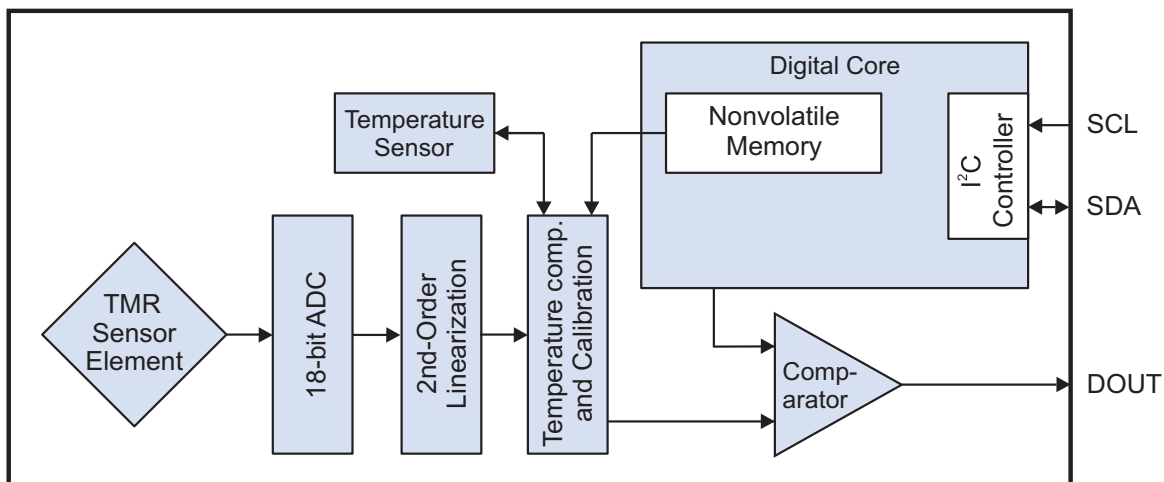 Digital Core
Nonvolatile
Memory
I²C
Controller
SCL
SDA
Temperature
Sensor
TMR
Sensor
Element
18-bit ADC
2nd-Order
Linearization
Temperature comp.
and Calibration
Comp-
arator
DOUT